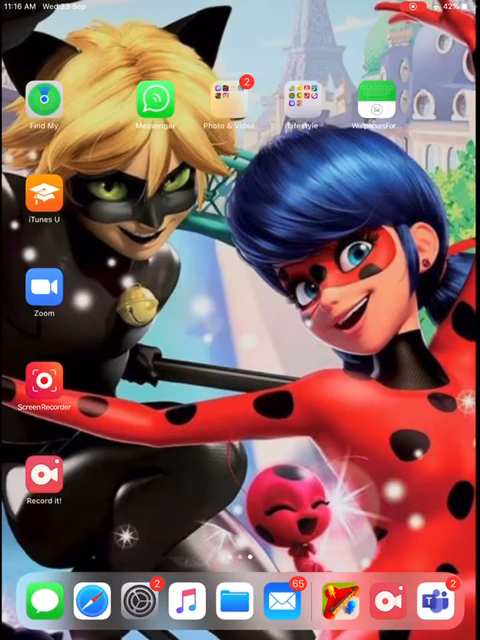 11:16 AM Wed 23 Sep
42%
Find My
Messenger
Photo & Video
2
Lifestyle
WallpapersFor...
iTunes U
Zoom
ScreenRecorder
Record it!
2
65
2